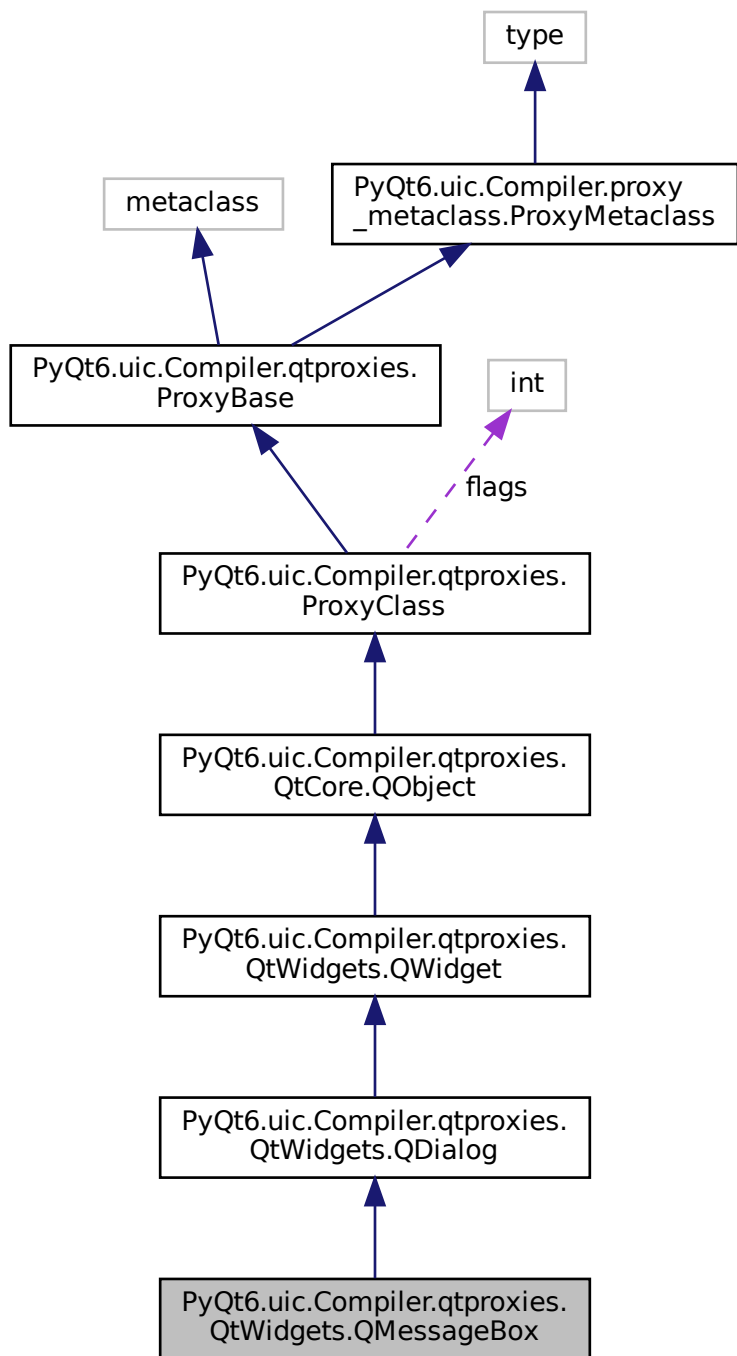 type
PyQt6.uic.Compiler.proxy
_metaclass.ProxyMetaclass
metaclass
PyQt6.uic.Compiler.qtproxies.
ProxyBase
int
flags
PyQt6.uic.Compiler.qtproxies.
ProxyClass
PyQt6.uic.Compiler.qtproxies.
QtCore.QObject
PyQt6.uic.Compiler.qtproxies.
QtWidgets.QWidget
PyQt6.uic.Compiler.qtproxies.
QtWidgets.QDialog
PyQt6.uic.Compiler.qtproxies.
QtWidgets.QMessageBox